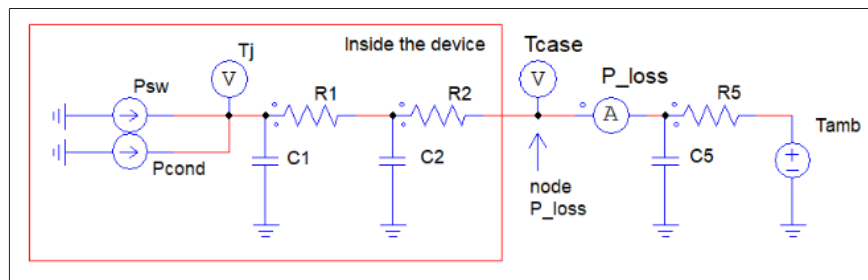 Inside the device
Tj
Tcase
V
V
Psw
P_loss
R1
R2
R5
A
Tamb
Pcond
C1
C2
C5
node
P_loss